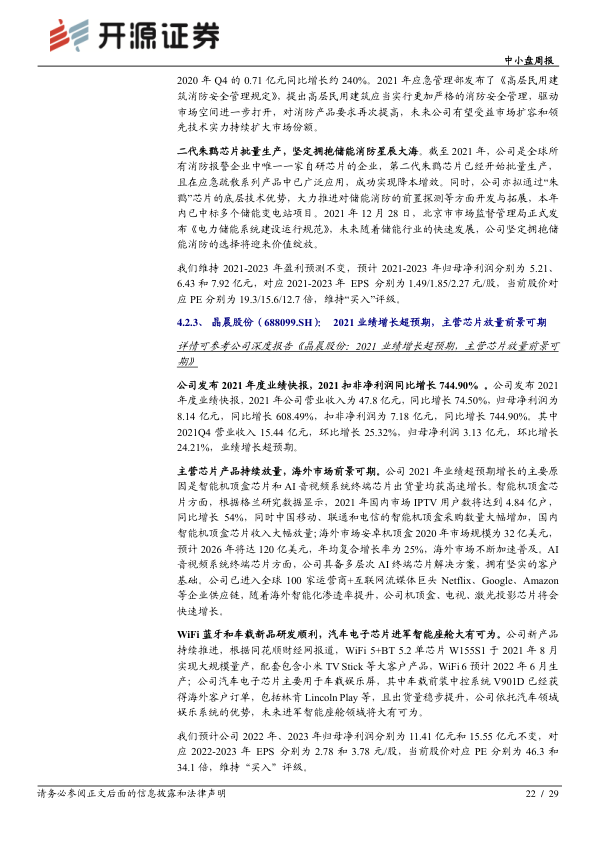 开源证券
中小盘周报
2020 年 Q4 的 0.71 亿元同比增长约 240%。2021 年应急管理部发布了《高层民用建
筑消防安全管理规定》，提出高层民用建筑应当实行更加严格的消防安全管理，驱动
市场空间进一步打开，对消防产品要求再次提高，未来公司有望受益市场扩容和领
先技术实力持续扩大市场份额。
二代朱鹮芯片批量生产，坚定拥抱储能消防星辰大海。截至 2021 年，公司是全球所
有消防报警企业中唯一一家自研芯片的企业，第二代朱鹮芯片已经开始批量生产，
且在应急疏散系列产品中已广泛应用，成功实现降本增效。同时，公司亦拟通过“朱
鹮”芯片的底层技术优势，大力推进对储能消防的前置探测等方面开发与拓展，本年
内已中标多个储能变电站项目。2021 年 12 月 28 日，北京市市场监督管理局正式发
布《电力储能系统建设运行规范》，未来随着储能行业的快速发展，公司坚定拥抱储
能消防的选择将迎来价值绽放。
我们维持 2021-2023 年盈利预测不变，预计 2021-2023 年归母净利润分别为 5.21、
6.43 和 7.92 亿元，对应 2021-2023 年 EPS 分别为 1.49/1.85/2.27 元/股，当前股价对
应 PE 分别为 19.3/15.6/12.7 倍，维持“买入”评级。
4.2.3、 晶晨股份（688099.SH）： 2021 业绩增长超预期，主营芯片放量前景可期
详情可参考公司深度报告《晶晨股份：2021 业绩增长超预期，主营芯片放量前景可
期》
公司发布 2021 年度业绩快报，2021 扣非净利润同比增长 744.90% 。公司发布 2021
年度业绩快报，2021 年公司营业收入为 47.8 亿元，同比增长 74.50%，归母净利润为
8.14 亿元，同比增长 608.49%，扣非净利润为 7.18 亿元，同比增长 744.90%。其中
2021Q4 营业收入 15.44 亿元，环比增长 25.32%，归母净利润 3.13 亿元，环比增长
24.21%，业绩增长超预期。
主营芯片产品持续放量，海外市场前景可期。公司 2021 年业绩超预期增长的主要原
因是智能机顶盒芯片和 AI 音视频系统终端芯片出货量均获高速增长。智能机顶盒芯
片方面，根据格兰研究数据显示，2021 年国内市场 IPTV 用户数将达到 4.84 亿户，
同比增长 54%，同时中国移动、联通和电信的智能机顶盒采购数量大幅增加，国内
智能机顶盒芯片收入大幅放量；海外市场安卓机顶盒 2020 年市场规模为 32 亿美元，
预计 2026 年将达 120 亿美元，年均复合增长率为 25%，海外市场不断加速普及。AI
音视频系统终端芯片方面，公司具备多层次 AI 终端芯片解决方案，拥有坚实的客户
基础。公司已进入全球 100 家运营商+互联网流媒体巨头 Netflix、Google、Amazon
等企业供应链，随着海外智能化渗透率提升，公司机顶盒、电视、激光投影芯片将会
快速增长。
WiFi 蓝牙和车载新品研发顺利，汽车电子芯片进军智能座舱大有可为。公司新产品
持续推进，根据同花顺财经网报道，WiFi 5+BT 5.2 单芯片 W155S1 于 2021 年 8 月
实现大规模量产，配套包含小米 TV Stick 等大客户产品，WiFi 6 预计 2022 年 6 月生
产；公司汽车电子芯片主要用于车载娱乐屏，其中车载前装中控系统 V901D 已经获
得海外客户订单，包括林肯 Lincoln Play 等，且出货量稳步提升，公司依托汽车领域
娱乐系统的优势，未来进军智能座舱领域将大有可为。
我们预计公司 2022 年、2023 年归母净利润分别为 11.41 亿元和 15.55 亿元不变，对
应 2022-2023 年 EPS 分别为 2.78 和 3.78 元/股，当前股价对应 PE 分别为 46.3 和
34.1 倍，维持“买入”评级。
请务必参阅正文后面的信息披露和法律声明
22 / 29